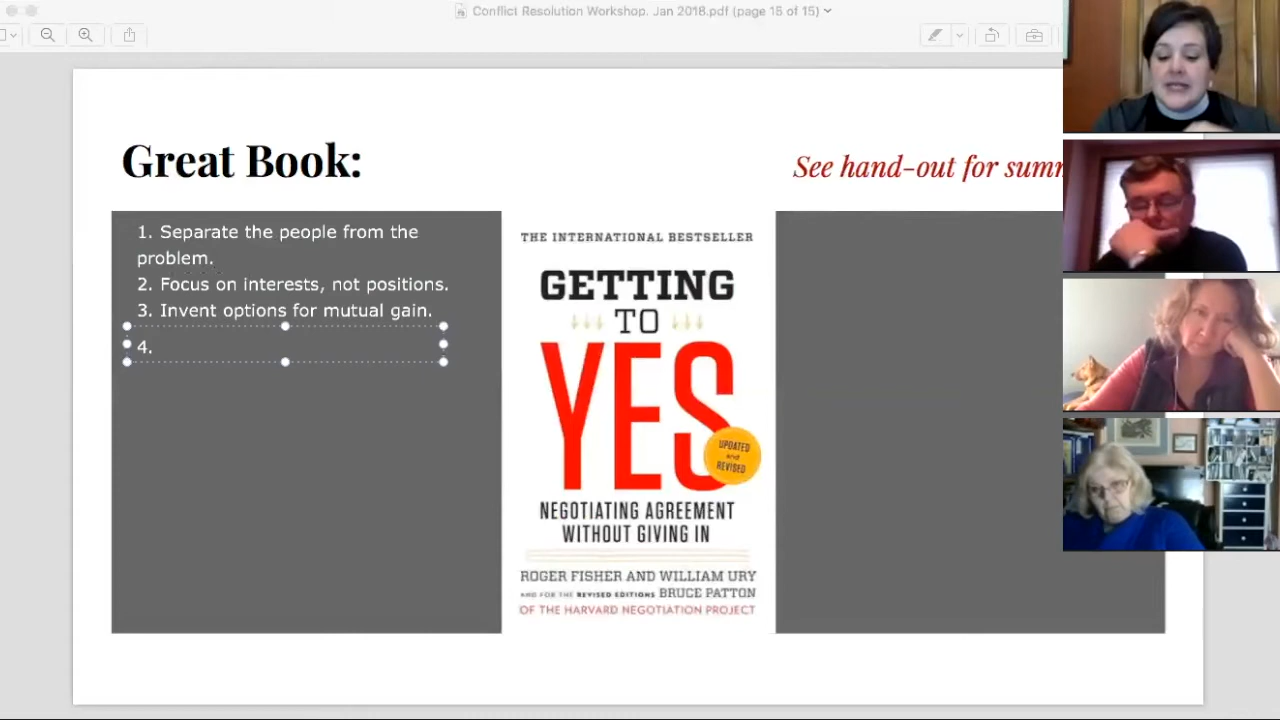 Conflict Resolution Workshop. Jan 2018.pdf (page 15 of 15)
Great Book:
See hand-out for summ
1. Separate the people from the
problem.
2. Focus on interests, not positions.
3. Invent options for mutual gain.
4.
THE INTERNATIONAL BESTSELLER
GETTING
TO
YES
UPDATED
and
REVISED
NEGOTIATING AGREEMENT
WITHOUT GIVING IN
ROGER FISHER AND WILLIAM URY
AND FOR THE REVISED EDITIONS BRUCE PATTON
OF THE HARVARD NEGOTIATION PROJECT